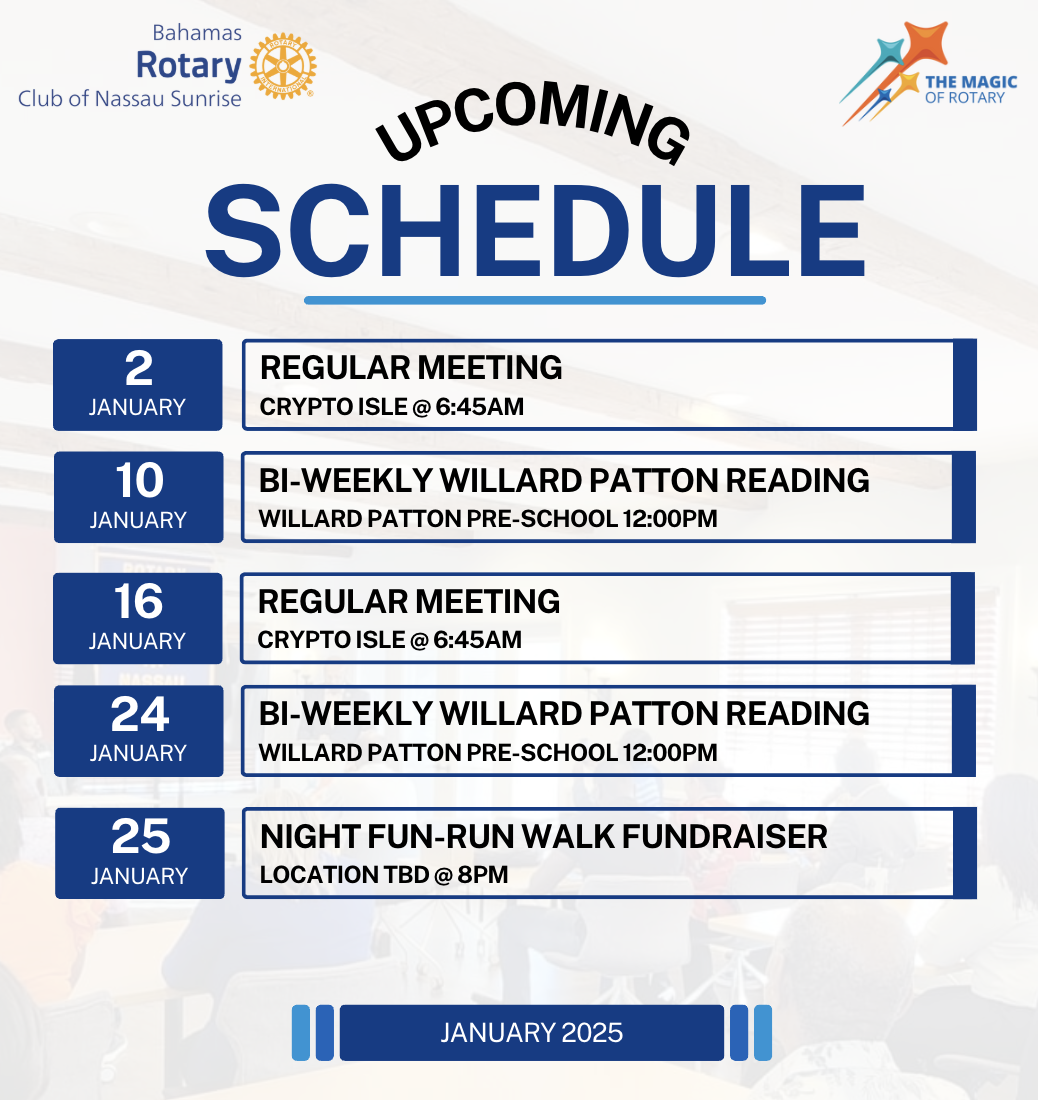 Bahamas
Rotary
Club of Nassau Sunrise
ROTARY
INTERNATIONAL
THE MAGIC
OF ROTARY
UPCOMING
SCHEDULE
2
JANUARY
REGULAR MEETING
CRYPTO ISLE @ 6:45AM
10
JANUARY
BI-WEEKLY WILLARD PATTON READING
WILLARD PATTON PRE-SCHOOL 12:00PM
16
JANUARY
REGULAR MEETING
CRYPTO ISLE @ 6:45AM
24
JANUARY
BI-WEEKLY WILLARD PATTON READING
WILLARD PATTON PRE-SCHOOL 12:00PM
25
JANUARY
NIGHT FUN-RUN WALK FUNDRAISER
LOCATION TBD @ 8PM
JANUARY 2025